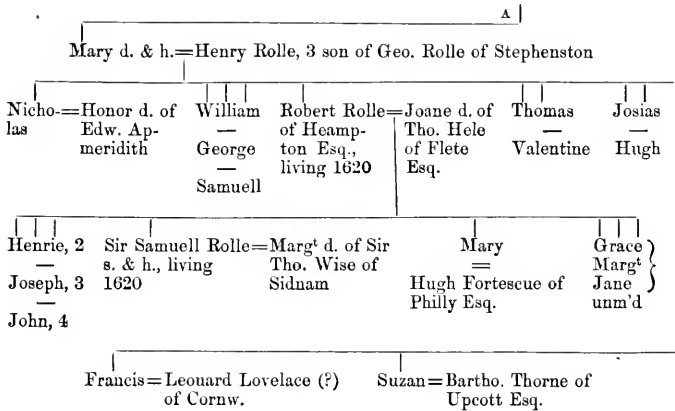 A
Mary d. & h.=Henry Rolle, 3 son of Geo. Rolle of Stephenston
Nicho-=Honor d. of
las Edw. Ap-
meridith
William
—
George
—
Samuell
Robert Rolle=Joane d. of
of Heamp- Tho. Hele
ton Esq., of Flete
living 1620 Esq.
Thomas
—
Valentine
Josias
—
Hugh
Henrie, 2
—
Joseph, 3
—
John, 4
Sir Samuell Rolle=Margt d. of Sir
s. & h., living Tho. Wise of
1620 Sidnam
Mary
=
Hugh Fortescue of
Philly Esq.
Grace
Margt
Jane
unm'd
Francis=Leouard Lovelace (?)
of Cornw.
Suzan=Bartho. Thorne of
Upcott Esq.